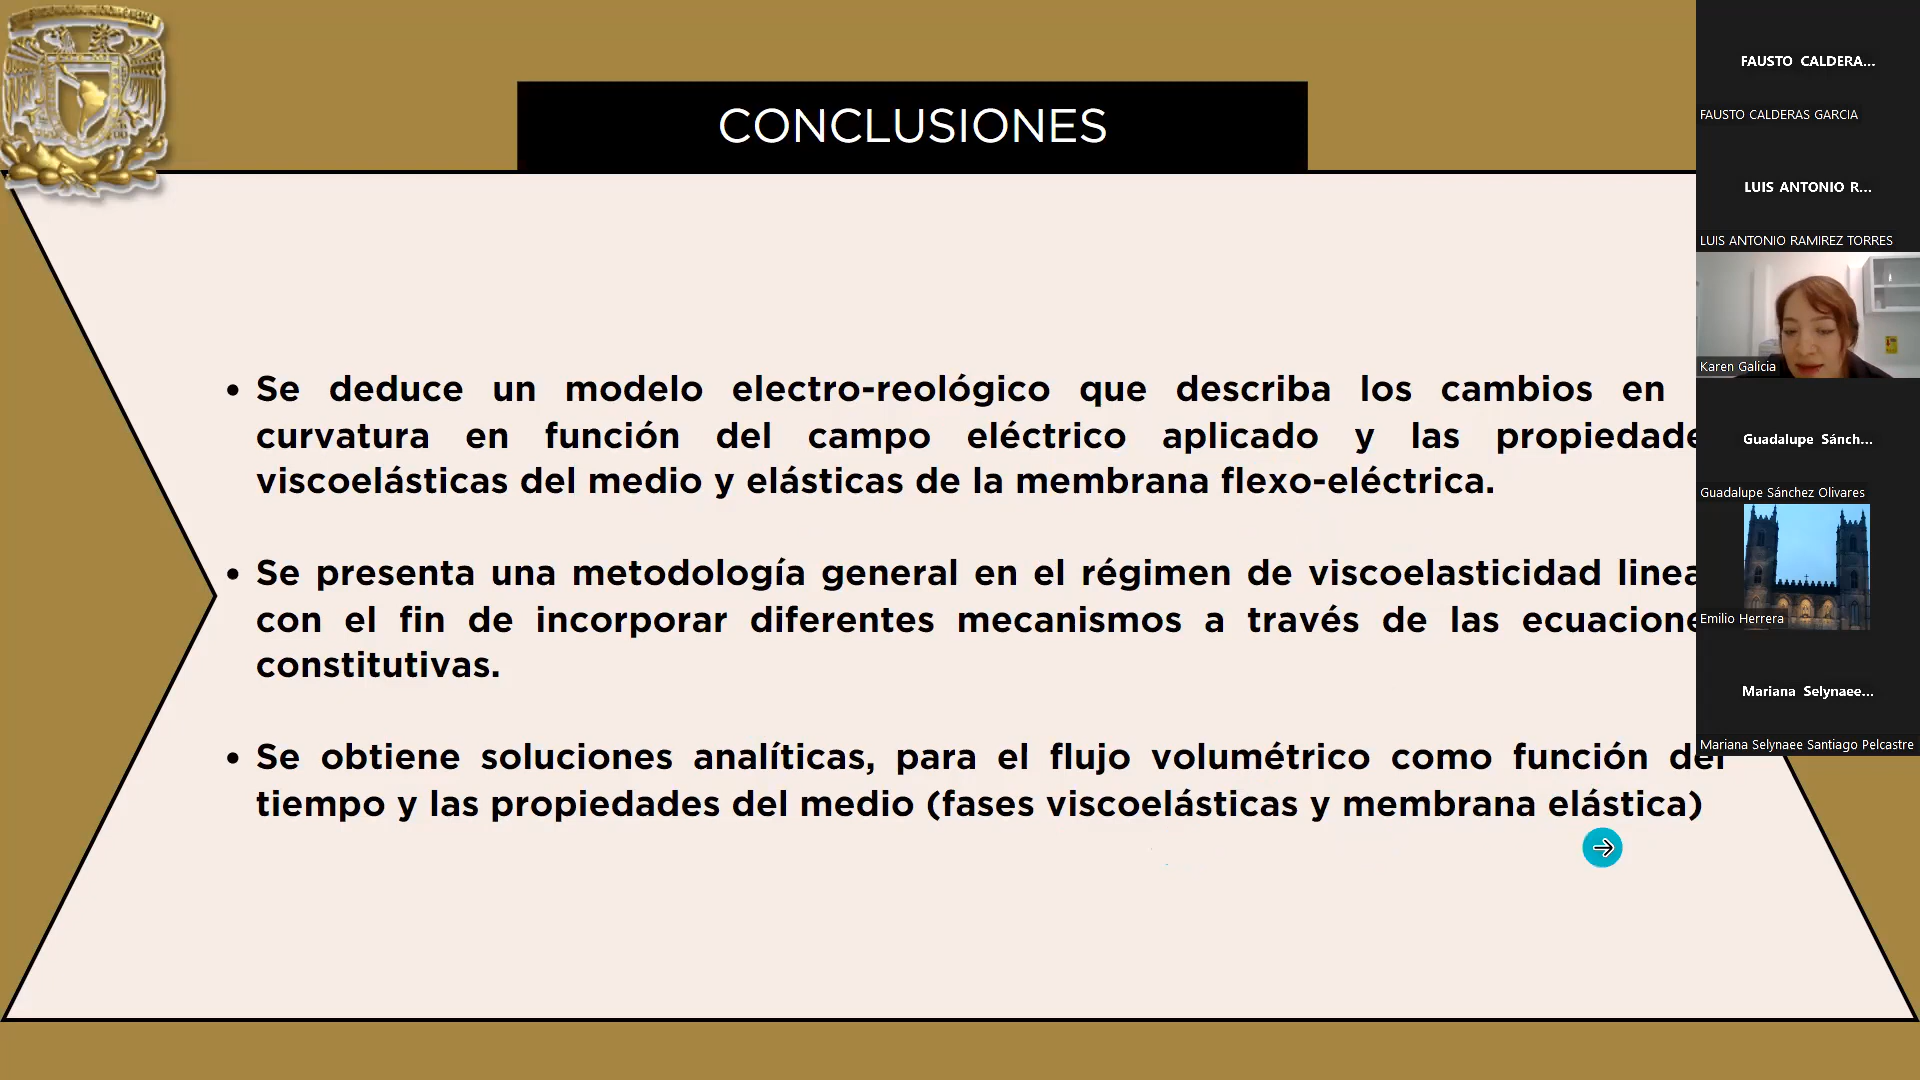 CONCLUSIONES
• Se deduce un modelo electro-reológico que describa los cambios en
curvatura en función del campo eléctrico aplicado y las propiedade
viscoelásticas del medio y elásticas de la membrana flexo-eléctrica.
• Se presenta una metodología general en el régimen de viscoelasticidad linea
con el fin de incorporar diferentes mecanismos a través de las ecuacione
constitutivas.
• Se obtiene soluciones analíticas, para el flujo volumétrico como función del
tiempo y las propiedades del medio (fases viscoelásticas y membrana elástica)
FAUSTO CALDERA...
FAUSTO CALDERAS GARCIA
LUIS ANTONIO R...
LUIS ANTONIO RAMIREZ TORRES
Karen Galicia
Guadalupe Sánch...
Guadalupe Sánchez Olivares
Emilio Herrera
Mariana Selynaee...
Mariana Selynaee Santiago Pelcastre